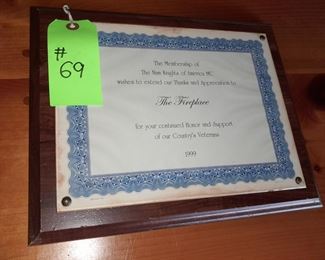 #
69
The Membership of
The Nam Knights of America MC
wishes to extend our Thanks and Appreciation to
The Fireplace
for your continued Honor and Support
of our Country's Veterans
1999